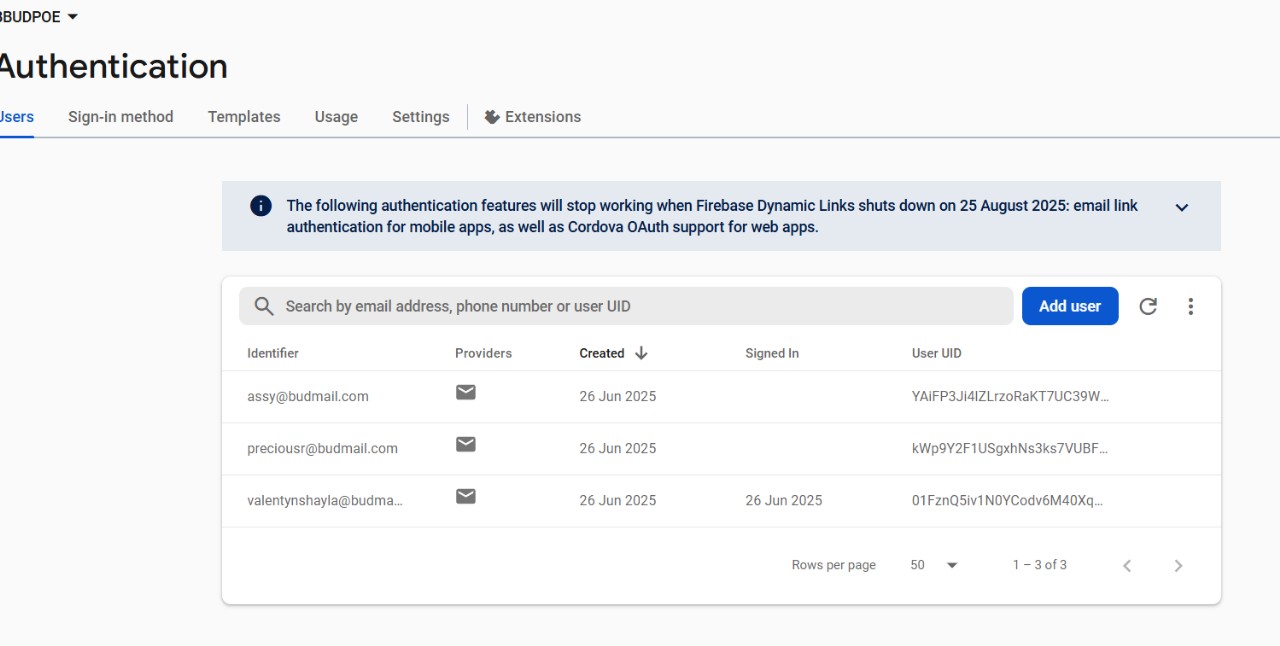 BBUDPOE
Authentication
Users Sign-in method Templates Usage Settings Extensions
The following authentication features will stop working when Firebase Dynamic Links shuts down on 25 August 2025: email link
authentication for mobile apps, as well as Cordova OAuth support for web apps.
Search by email address, phone number or user UID Add user
Identifier Providers Created Signed In User UID
assy@budmail.com 26 Jun 2025 YAiFP3Ji4IZLrzoRaKT7UC39W…
preciousr@budmail.com 26 Jun 2025 kWp9Y2F1USgxhNs3ks7VUBF…
valentynshayla@budma… 26 Jun 2025 26 Jun 2025 01FznQ5iv1N0YCodv6M40Xq…
Rows per page 50 1 – 3 of 3